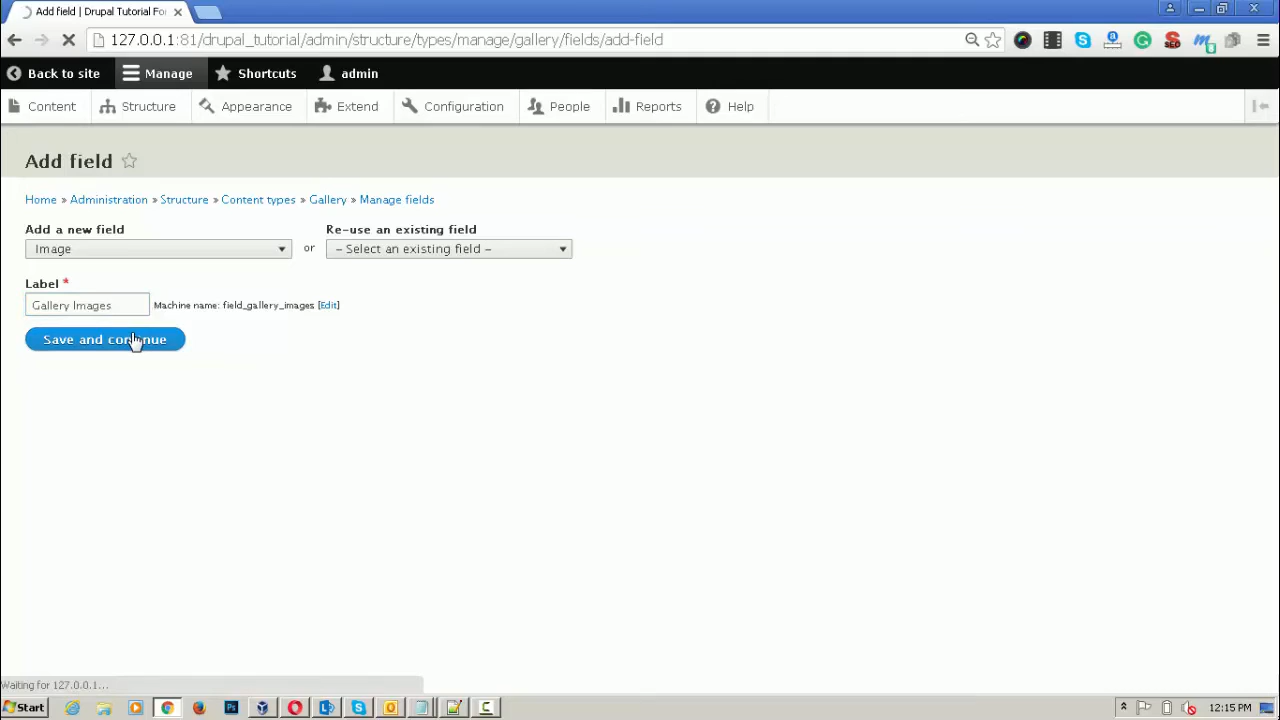 Add field | Drupal Tutorial For
127.0.0.1:81/drupal_tutorial/admin/structure/types/manage/gallery/fields/add-field
Back to site Manage Shortcuts admin
Content Structure Appearance Extend Configuration People Reports Help
Add field
Home » Administration » Structure » Content types » Gallery » Manage fields
Add a new field Re-use an existing field
Image or – Select an existing field –
Label *
Gallery Images Machine name: field_gallery_images [Edit]
Save and continue
Waiting for 127.0.0.1...
Start 12:15 PM